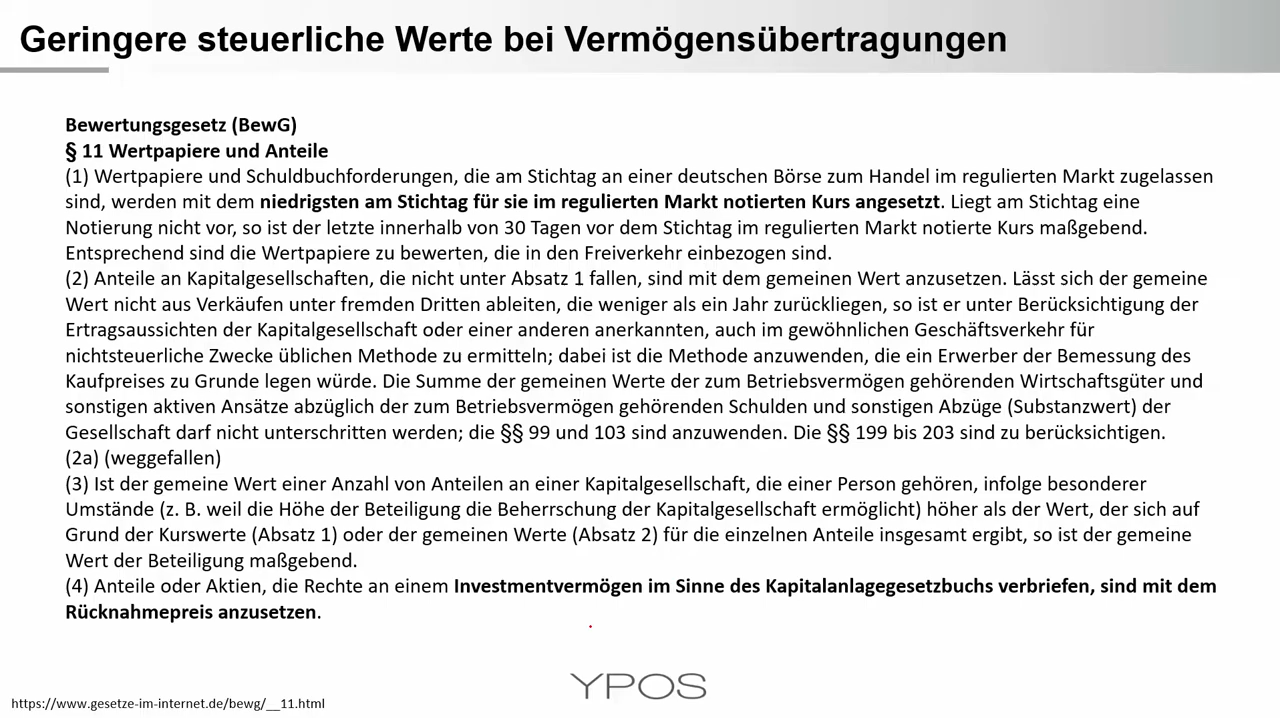 Geringere steuerliche Werte bei Vermögensübertragungen
Bewertungsgesetz (BewG)
§ 11 Wertpapiere und Anteile
(1) Wertpapiere und Schuldbuchforderungen, die am Stichtag an einer deutschen Börse zum Handel im regulierten Markt zugelassen
sind, werden mit dem niedrigsten am Stichtag für sie im regulierten Markt notierten Kurs angesetzt. Liegt am Stichtag eine
Notierung nicht vor, so ist der letzte innerhalb von 30 Tagen vor dem Stichtag im regulierten Markt notierte Kurs maßgebend.
Entsprechend sind die Wertpapiere zu bewerten, die in den Freiverkehr einbezogen sind.
(2) Anteile an Kapitalgesellschaften, die nicht unter Absatz 1 fallen, sind mit dem gemeinen Wert anzusetzen. Lässt sich der gemeine
Wert nicht aus Verkäufen unter fremden Dritten ableiten, die weniger als ein Jahr zurückliegen, so ist er unter Berücksichtigung der
Ertragsaussichten der Kapitalgesellschaft oder einer anderen anerkannten, auch im gewöhnlichen Geschäftsverkehr für
nichtsteuerliche Zwecke üblichen Methode zu ermitteln; dabei ist die Methode anzuwenden, die ein Erwerber der Bemessung des
Kaufpreises zu Grunde legen würde. Die Summe der gemeinen Werte der zum Betriebsvermögen gehörenden Wirtschaftsgüter und
sonstigen aktiven Ansätze abzüglich der zum Betriebsvermögen gehörenden Schulden und sonstigen Abzüge (Substanzwert) der
Gesellschaft darf nicht unterschritten werden; die §§ 99 und 103 sind anzuwenden. Die §§ 199 bis 203 sind zu berücksichtigen.
(2a) (weggefallen)
(3) Ist der gemeine Wert einer Anzahl von Anteilen an einer Kapitalgesellschaft, die einer Person gehören, infolge besonderer
Umstände (z. B. weil die Höhe der Beteiligung die Beherrschung der Kapitalgesellschaft ermöglicht) höher als der Wert, der sich auf
Grund der Kurswerte (Absatz 1) oder der gemeinen Werte (Absatz 2) für die einzelnen Anteile insgesamt ergibt, so ist der gemeine
Wert der Beteiligung maßgebend.
(4) Anteile oder Aktien, die Rechte an einem Investmentvermögen im Sinne des Kapitalanlagegesetzbuchs verbriefen, sind mit dem
Rücknahmepreis anzusetzen.
YPOS
https://www.gesetze-im-internet.de/bewg/__11.html